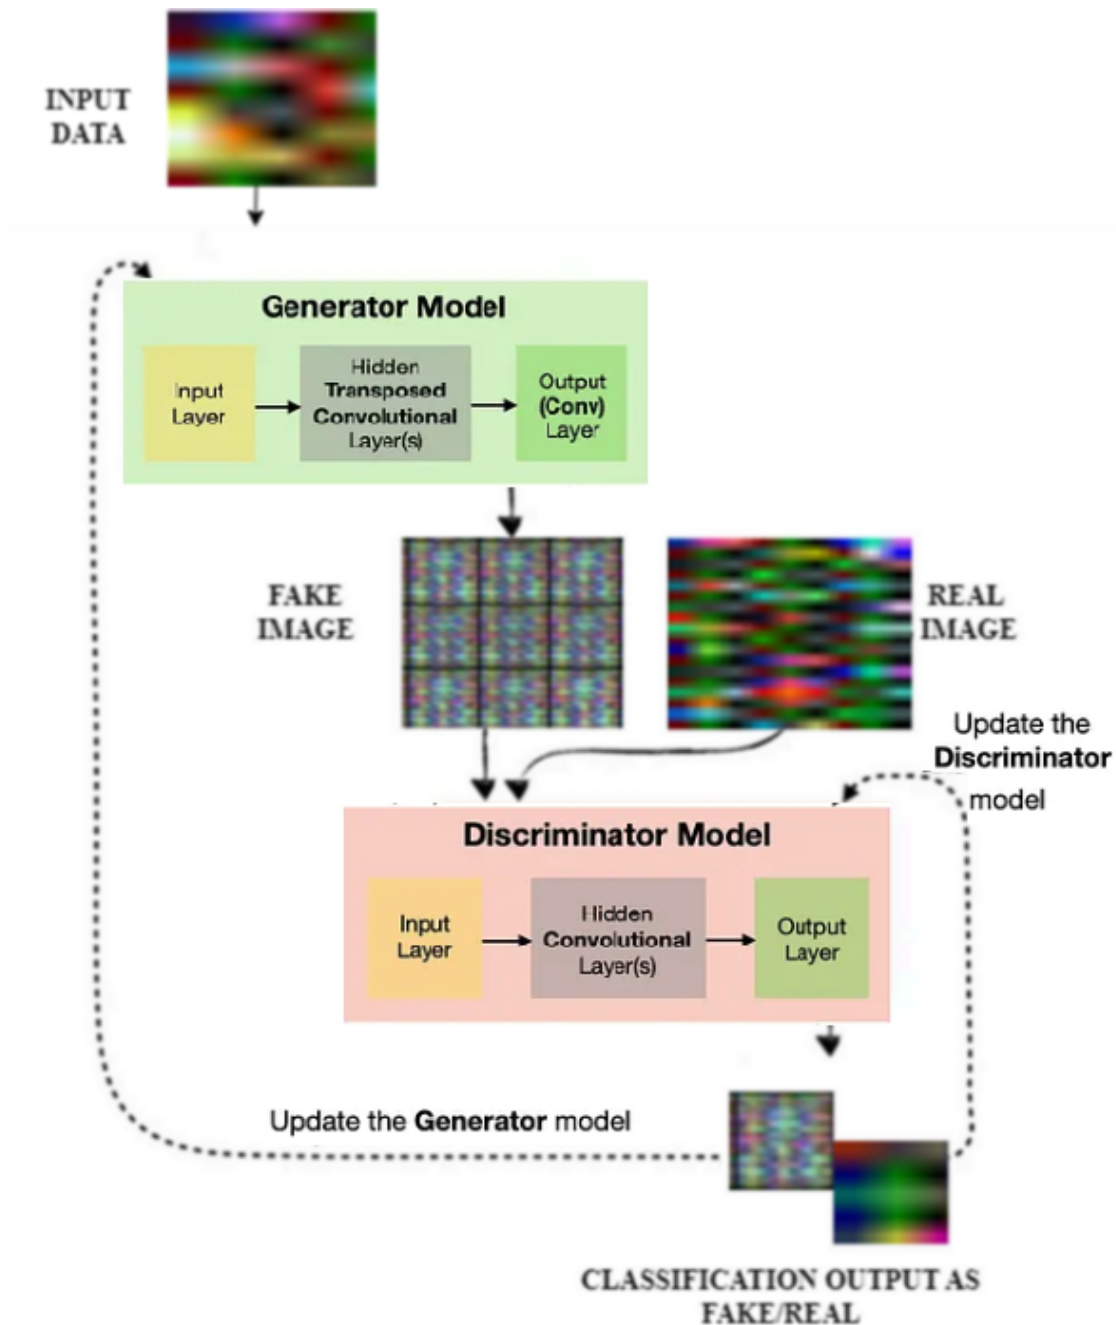 INPUT
DATA
Generator Model
Input
Layer
Hidden
Transposed
Convolutional
Layer(s)
Output
(Conv)
Layer
FAKE
IMAGE
REAL
IMAGE
Update the
Discriminator
model
Discriminator Model
Input
Layer
Hidden
Convolutional
Layer(s)
Output
Layer
Update the Generator model
CLASSIFICATION OUTPUT AS
FAKE/REAL